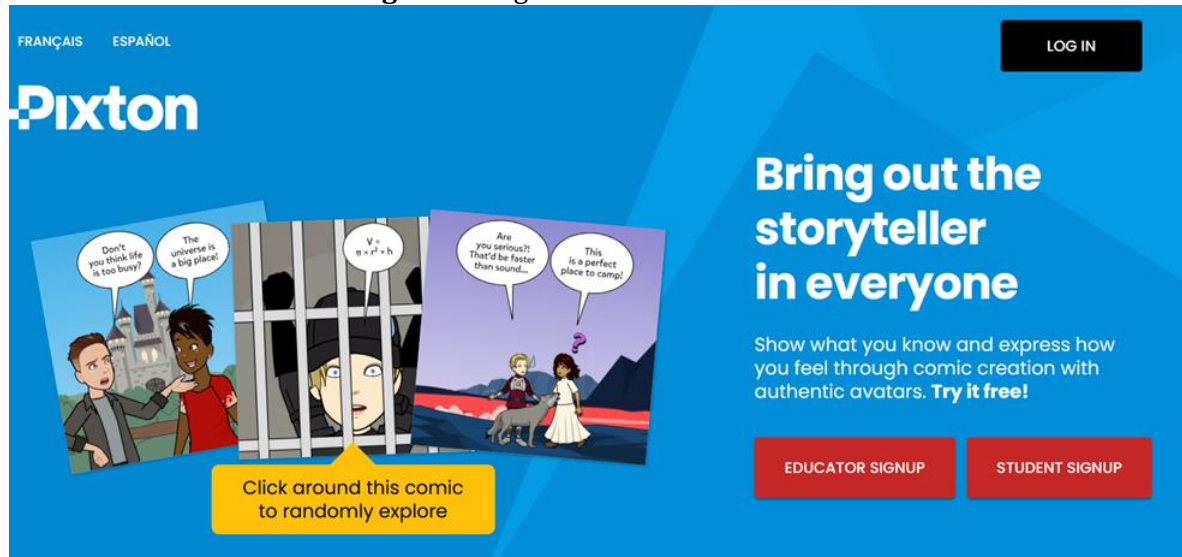 FRANÇAIS ESPAÑOL
LOG IN
Pixton
Don't
you think life
is too busy?
The
universe is
a big place!
V =
π × r² × h
Are
you serious?!
That'd be faster
than sound...
This
is a perfect
place to camp!
?
Click around this comic
to randomly explore
Bring out the
storyteller
in everyone
Show what you know and express how
you feel through comic creation with
authentic avatars. Try it free!
EDUCATOR SIGNUP
STUDENT SIGNUP